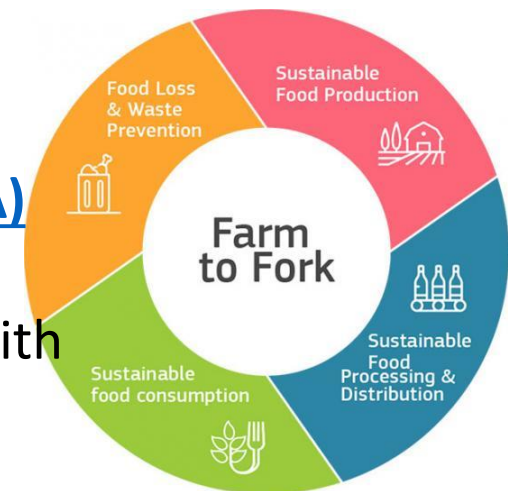 Food Loss
& Waste
Prevention
Sustainable
Food Production
A)
Farm
to Fork
ith
Sustainable
Food
Processing &
Distribution
Sustainable
food consumption